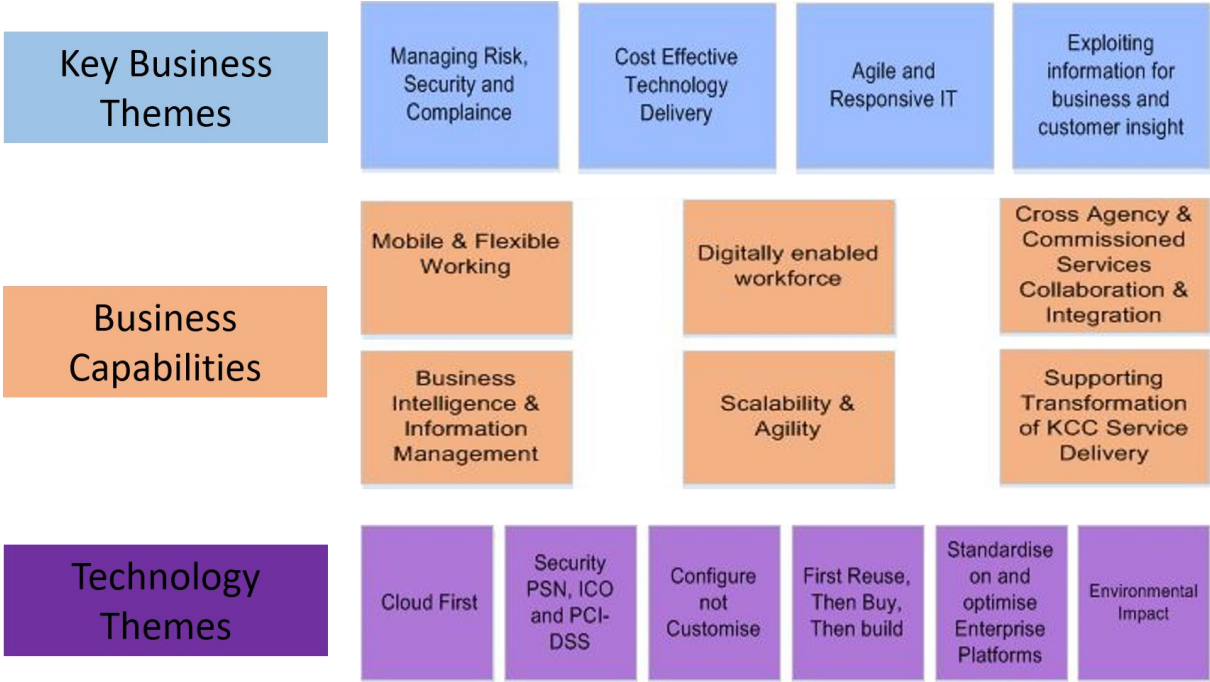 Key Business
Themes
Managing Risk,
Security and
Complaince
Cost Effective
Technology
Delivery
Agile and
Responsive IT
Exploiting
information for
business and
customer insight
Business
Capabilities
Mobile & Flexible
Working
Digitally enabled
workforce
Cross Agency &
Commissioned
Services
Collaboration &
Integration
Business
Intelligence &
Information
Management
Scalability &
Agility
Supporting
Transformation
of KCC Service
Delivery
Technology
Themes
Cloud First
Security
PSN, ICO
and PCI-
DSS
Configure
not
Customise
First Reuse,
Then Buy,
Then build
Standardise
on and
optimise
Enterprise
Platforms
Environmental
Impact